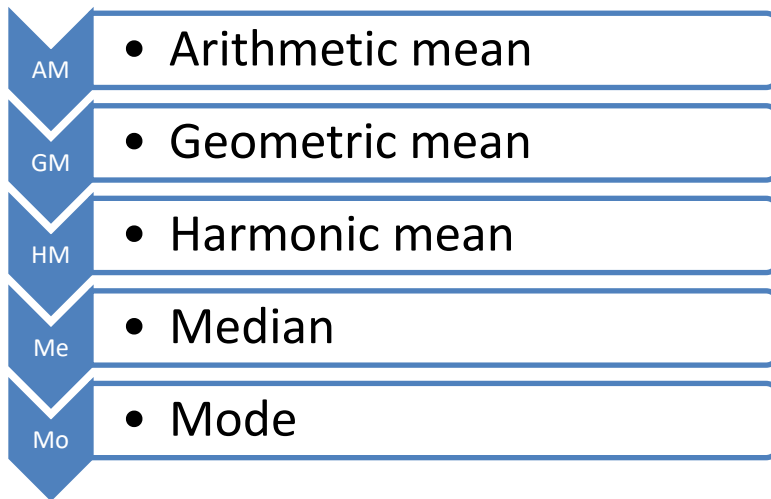 AM
• Arithmetic mean
GM
• Geometric mean
HM
• Harmonic mean
Me
• Median
Mo
• Mode